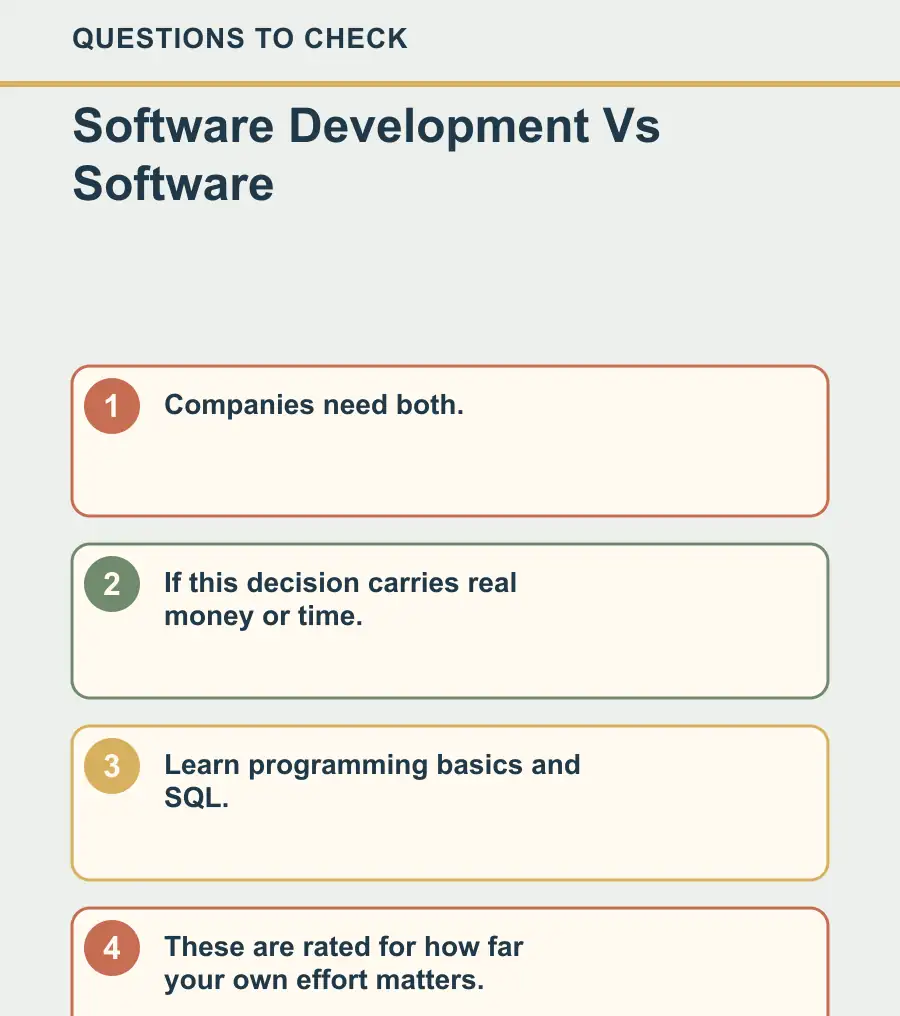 QUESTIONS TO CHECK
Software Development Vs
Software
1
Companies need both.
2
If this decision carries real
money or time.
3
Learn programming basics and
SQL.
4
These are rated for how far
your own effort matters.